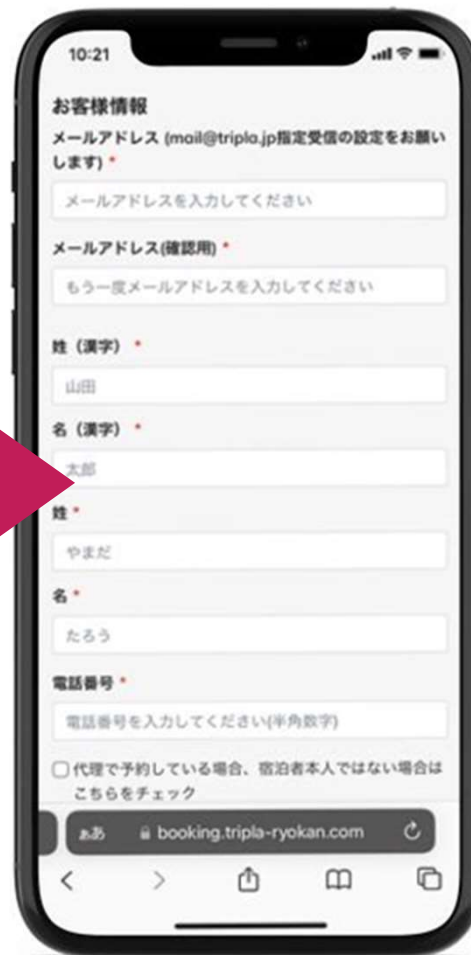 10:21
お客様情報
メールアドレス (mail@tripla.jp指定受信の設定をお願い
します) *
メールアドレスを入力してください
メールアドレス(確認用) *
もう一度メールアドレスを入力してください
姓（漢字） *
山田
名（漢字） *
太郎
姓 *
やまだ
名 *
たろう
電話番号 *
電話番号を入力してください(半角数字)
代理で予約している場合、宿泊者本人ではない場合は
こちらをチェック
ぁあ booking.tripla-ryokan.com